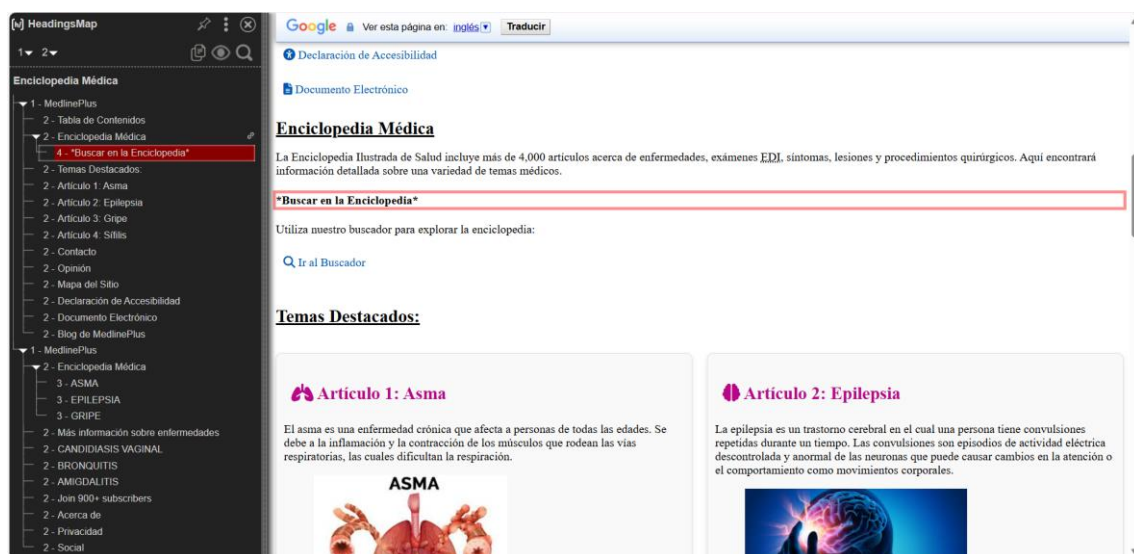 HeadingsMap
1 2
Enciclopedia Médica
1 - MedlinePlus
2 - Tabla de Contenidos
2 - Enciclopedia Médica
4 - *Buscar en la Enciclopedia*
2 - Temas Destacados:
2 - Artículo 1: Asma
2 - Artículo 2: Epilepsia
2 - Artículo 3: Gripe
2 - Artículo 4: Sífilis
2 - Contacto
2 - Opinión
2 - Mapa del Sitio
2 - Declaración de Accesibilidad
2 - Documento Electrónico
2 - Blog de MedlinePlus
1 - MedlinePlus
2 - Enciclopedia Médica
3 - ASMA
3 - EPILEPSIA
3 - GRIPE
2 - Más información sobre enfermedades
2 - CANDIDIASIS VAGINAL
2 - BRONQUITIS
2 - AMIGDALITIS
2 - Join 900+ subscribers
2 - Acerca de
2 - Privacidad
2 - Social
Google Ver esta página en: inglés Traducir
Declaración de Accesibilidad
Documento Electrónico
Enciclopedia Médica
La Enciclopedia Ilustrada de Salud incluye más de 4,000 artículos acerca de enfermedades, exámenes EDI, síntomas, lesiones y procedimientos quirúrgicos. Aquí encontrará
información detallada sobre una variedad de temas médicos.
*Buscar en la Enciclopedia*
Utiliza nuestro buscador para explorar la enciclopedia:
Ir al Buscador
Temas Destacados:
Artículo 1: Asma
El asma es una enfermedad crónica que afecta a personas de todas las edades. Se
debe a la inflamación y la contracción de los músculos que rodean las vías
respiratorias, las cuales dificultan la respiración.
ASMA
Artículo 2: Epilepsia
La epilepsia es un trastorno cerebral en el cual una persona tiene convulsiones
repetidas durante un tiempo. Las convulsiones son episodios de actividad eléctrica
descontrolada y anormal de las neuronas que puede causar cambios en la atención o
el comportamiento como movimientos corporales.